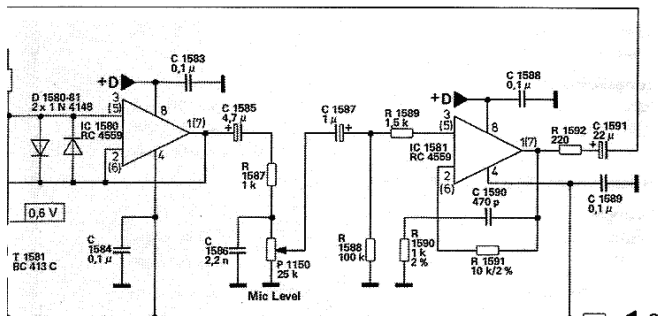 C 1583
0,1 µ
+D
D 1580-81
2 x 1 N 4148
3
(5)
8
IC 1580
RC 4559
1(7)
2
(6)
4
C 1585
4,7 µ
+
R
1587
1 k
C
1584
0,1 µ
0,6 V
T 1581
BC 413 C
C
1586
2,2 n
P 1150
25 k
Mic Level
C 1587
1 µ
+
R 1589
1,5 k
R
1588
100 k
C 1588
0,1 µ
+D
3
(5)
8
IC 1581
RC 4559
1(7)
2
(6)
4
R 1592
220
+
C 1591
22 µ
C 1589
0,1 µ
C 1590
470 p
R
1590
1 k
2 %
R 1591
10 k/2 %